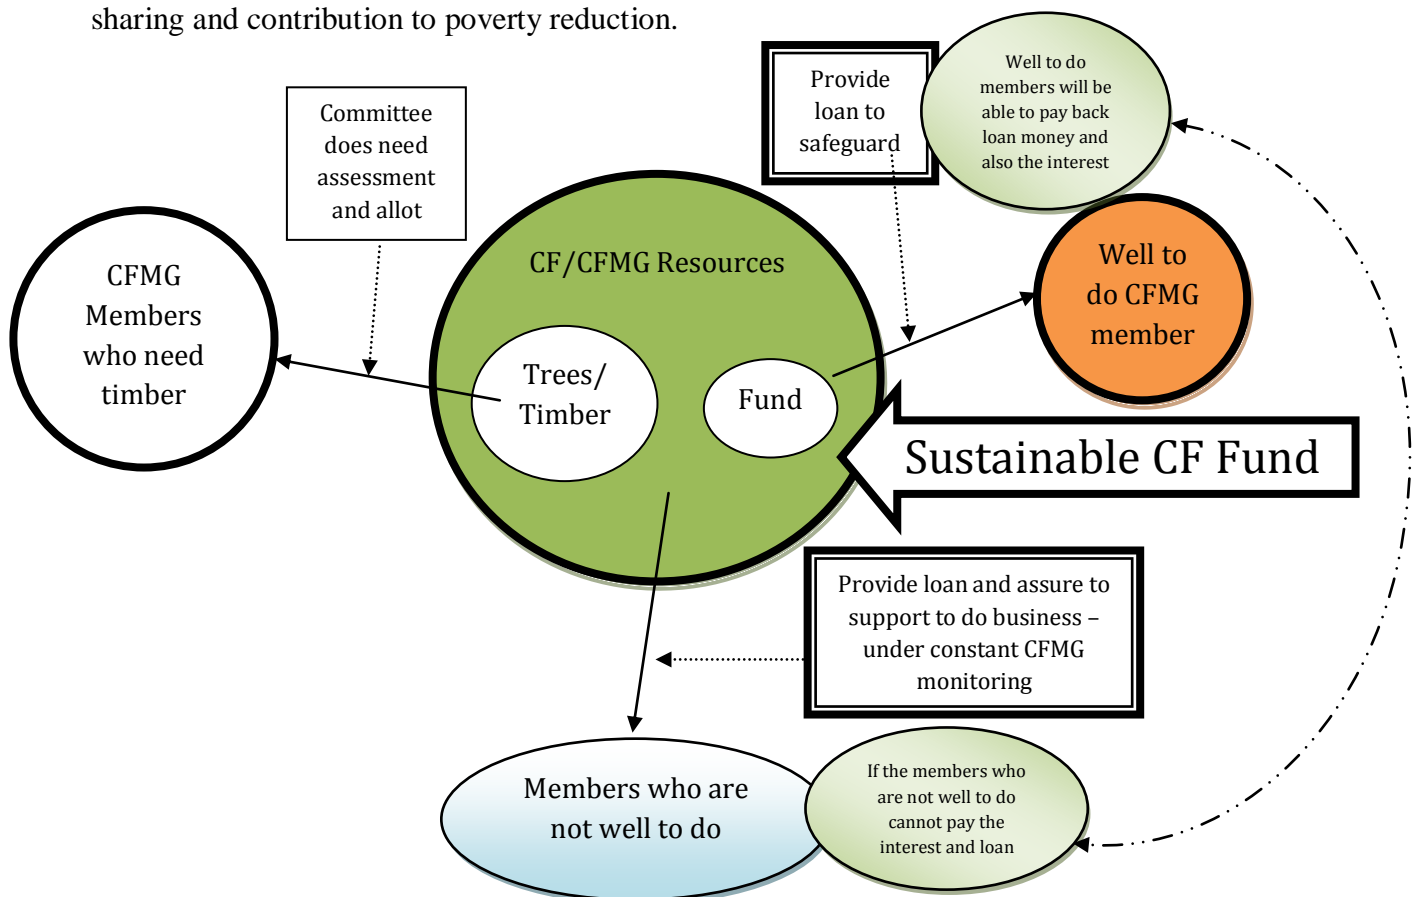 sharing and contribution to poverty reduction.
Provide
loan to
safeguard
Well to do
members will be
able to pay back
loan money and
also the interest
Committee
does need
assessment
and allot
CFMG
Members
who need
timber
CF/CFMG Resources
Trees/
Timber
Fund
Well to
do CFMG
member
Sustainable CF Fund
Provide loan and assure to
support to do business –
under constant CFMG
monitoring
Members who are
not well to do
If the members who
are not well to do
cannot pay the
interest and loan